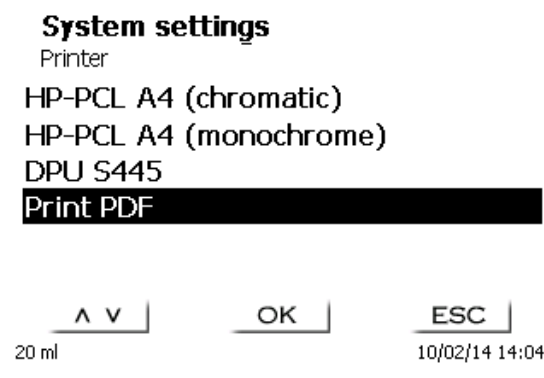 System settings
Printer
HP-PCL A4 (chromatic)
HP-PCL A4 (monochrome)
DPU S445
Print PDF
∧ ∨ OK ESC
20 ml 10/02/14 14:04